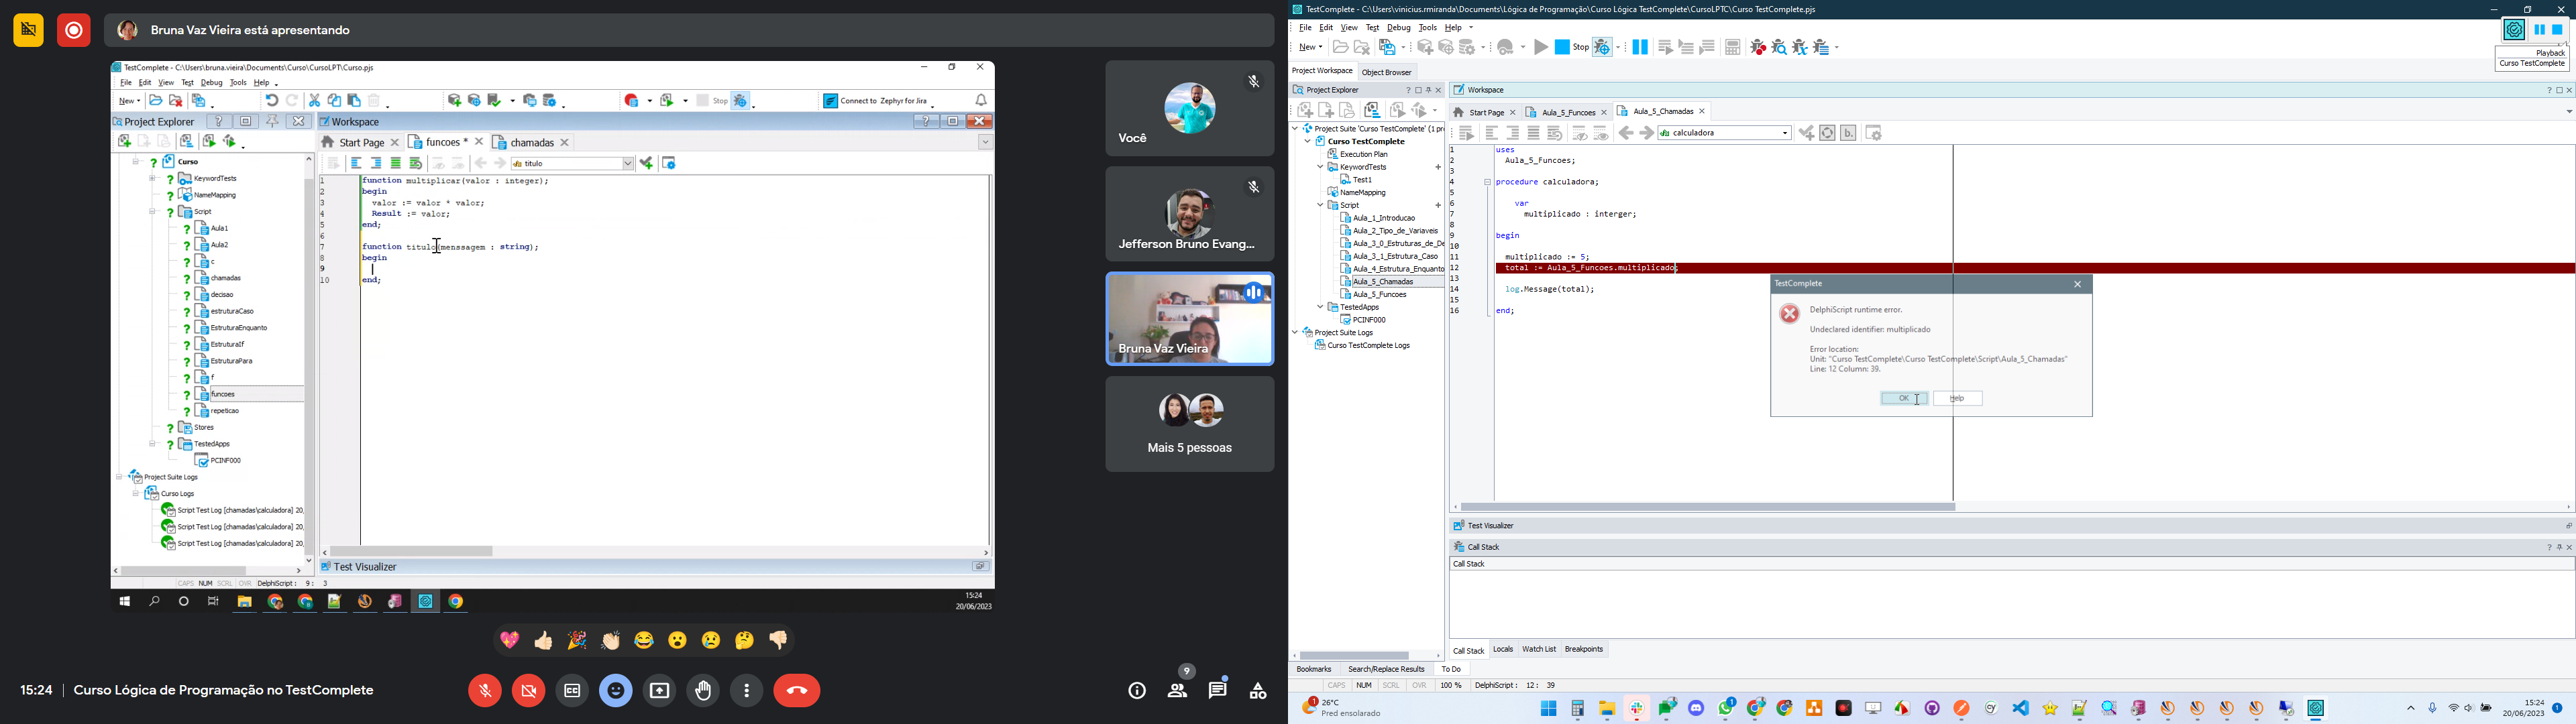 Bruna Vaz Vieira está apresentando
TestComplete - C:\Users\bruna.vieira\Documents\Curso\CursoLPT\Curso.pjs
File Edit View Test Debug Tools Help
New
Stop
Connect to Zephyr for Jira
Project Explorer
Workspace
Start Page
funcoes *
chamadas
titulo
Curso
KeywordTests
NameMapping
Script
Aula1
Aula2
c
chamadas
decisao
estruturaCaso
EstruturaEnquanto
EstruturaIf
EstruturaPara
f
funcoes
repeticao
Stores
TestedApps
PCINF000
Project Suite Logs
Curso Logs
Script Test Log [chamadas\calculadora] 20,
Script Test Log [chamadas\calculadora] 20,
Script Test Log [chamadas\calculadora] 20,
1 function multiplicar(valor : integer);
2 begin
3 valor := valor * valor;
4 Result := valor;
5 end;
6
7 function titulo(menssagem : string);
8 begin
9
10 end;
Test Visualizer
CAPS NUM SCRL OVR DelphiScript : 9: 3
15:24
20/06/2023
Você
Jefferson Bruno Evang...
Bruna Vaz Vieira
Mais 5 pessoas
15:24 | Curso Lógica de Programação no TestComplete
9
TestComplete - C:\Users\vinicius.rmiranda\Documents\Lógica de Programação\Curso Lógica TestComplete\CursoLPTC\Curso TestComplete.pjs
File Edit View Test Debug Tools Help
New
Stop
Playback
Curso TestComplete
Project Workspace
Object Browser
Project Explorer
Workspace
Start Page
Aula_5_Funcoes
Aula_5_Chamadas
calculadora
Project Suite 'Curso TestComplete' (1 pr
Curso TestComplete
Execution Plan
KeywordTests
Test1
NameMapping
Script
Aula_1_Introducao
Aula_2_Tipo_de_Variaveis
Aula_3_0_Estruturas_de_De
Aula_3_1_Estrutura_Caso
Aula_4_Estrutura_Enquanto
Aula_5_Chamadas
Aula_5_Funcoes
TestedApps
PCINF000
Project Suite Logs
Curso TestComplete Logs
1 uses
2 Aula_5_Funcoes;
3
4 procedure calculadora;
5
6 var
7 multiplicado : interger;
8
9 begin
10
11 multiplicado := 5;
12 total := Aula_5_Funcoes.multiplicado;
13
14 log.Message(total);
15
16 end;
TestComplete
DelphiScript runtime error.
Undeclared identifier: multiplicado
Error location:
Unit: "Curso TestComplete\Curso TestComplete\Script\Aula_5_Chamadas"
Line: 12 Column: 39.
OK
Help
Test Visualizer
Call Stack
Call Stack
Call Stack Locals Watch List Breakpoints
Bookmarks Search/Replace Results To Do
CAPS NUM SCRL OVR 100 % DelphiScript : 12: 39
1
26°C
Pred ensolarado
15:24
20/06/2023